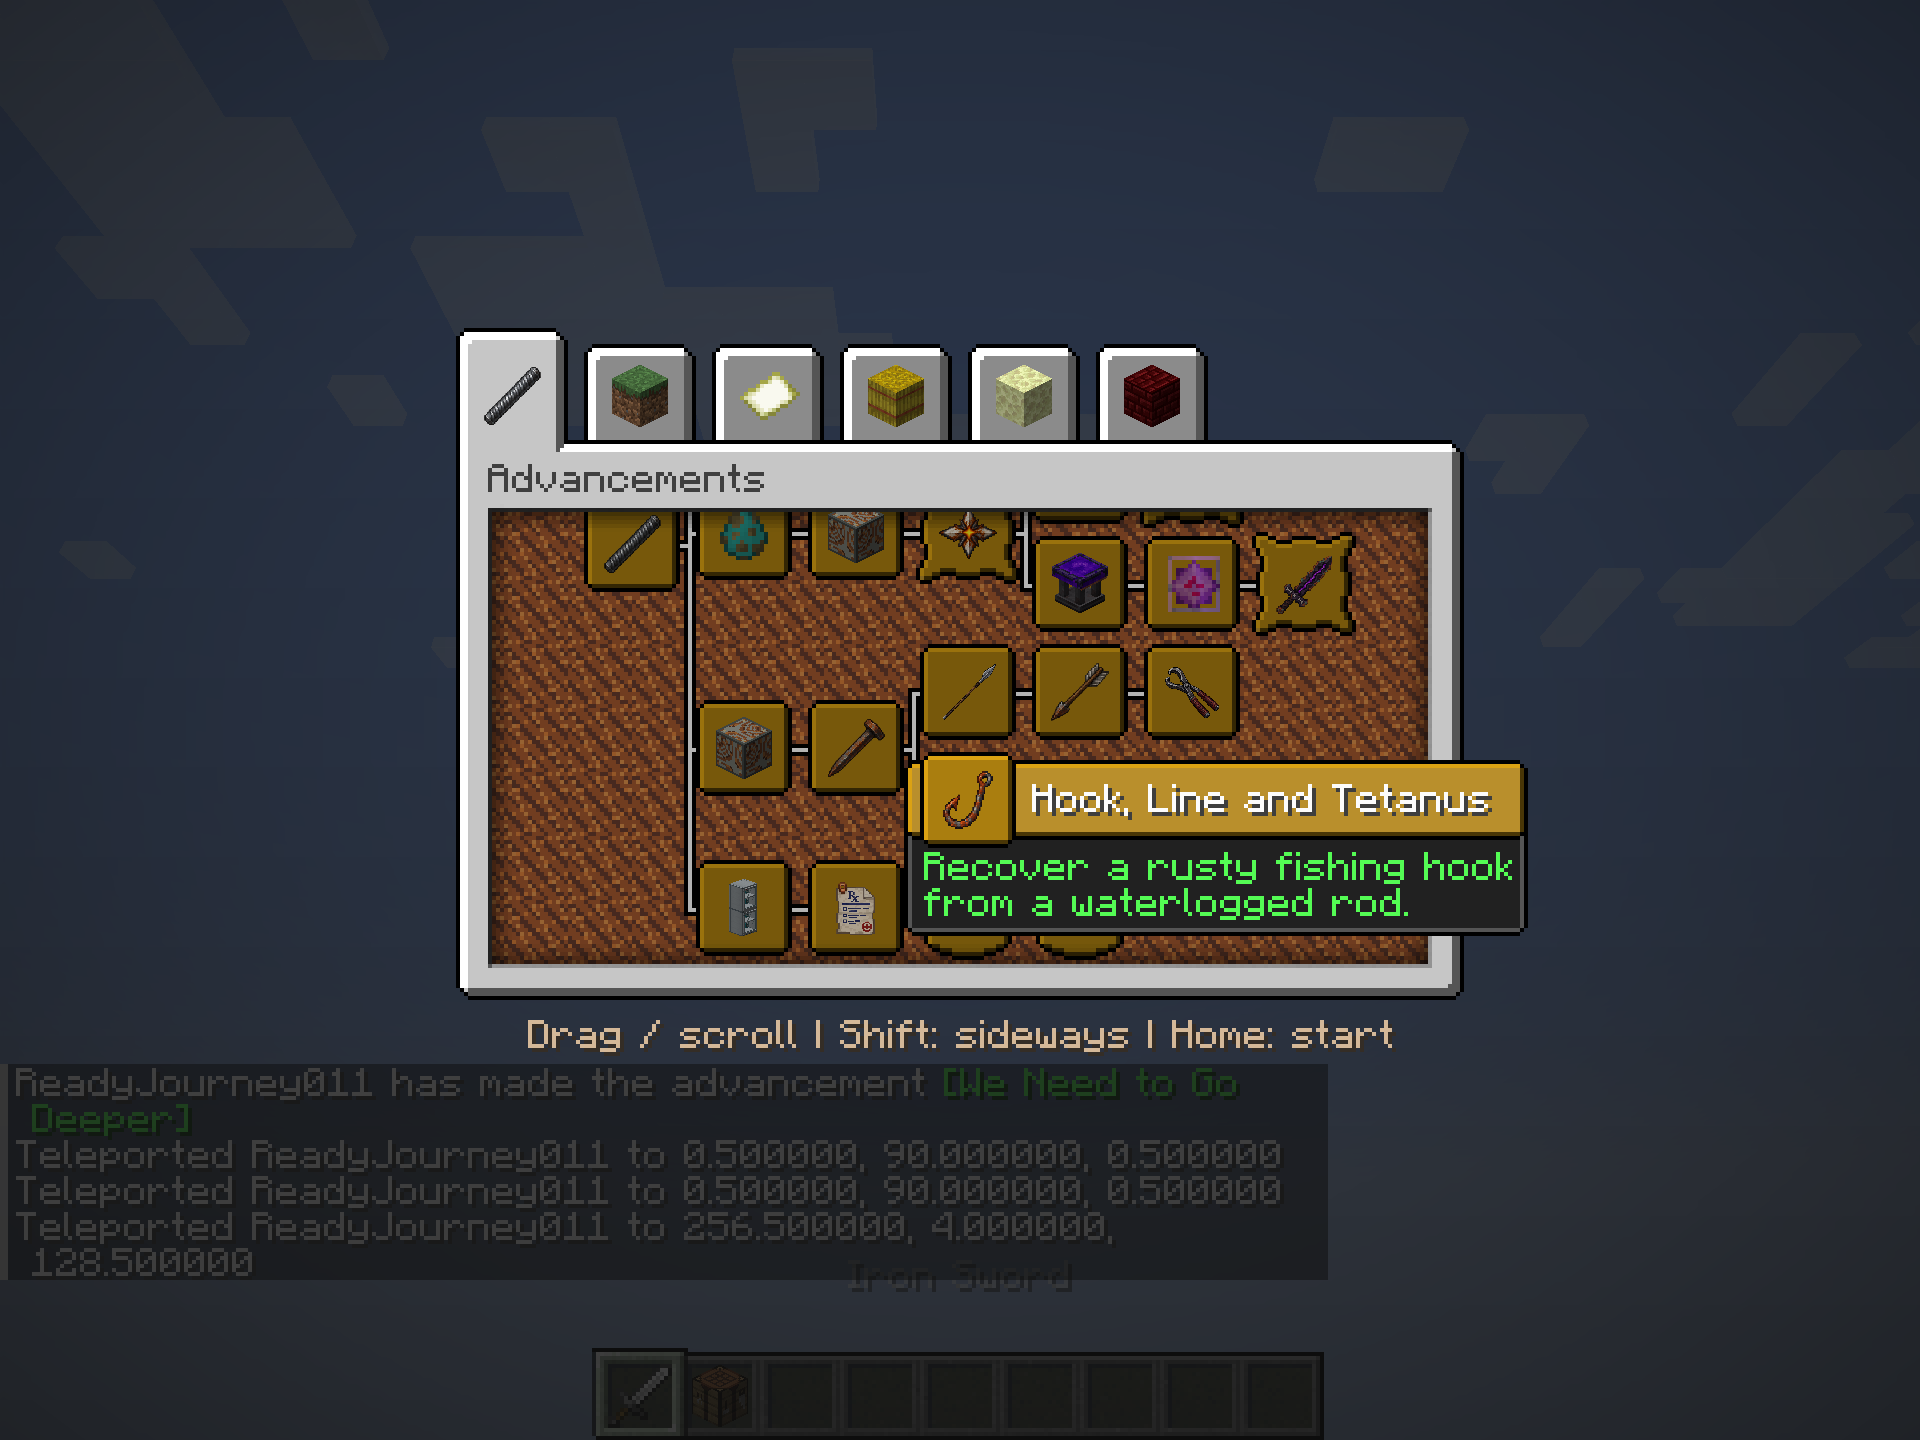 Advancements
Hook, Line and Tetanus
Recover a rusty fishing hook
from a waterlogged rod.
Drag / scroll | Shift: sideways | Home: start
ReadyJourney011 has made the advancement [We Need to Go
Deeper]
Teleported ReadyJourney011 to 0.500000, 90.000000, 0.500000
Teleported ReadyJourney011 to 0.500000, 90.000000, 0.500000
Teleported ReadyJourney011 to 256.500000, 4.000000,
128.500000
Iron Sword